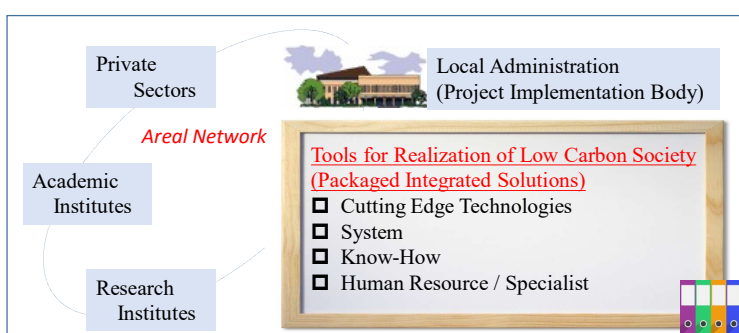 Private
Sectors
Local Administration
(Project Implementation Body)
Areal Network
Tools for Realization of Low Carbon Society
(Packaged Integrated Solutions)
Cutting Edge Technologies
System
Know-How
Human Resource / Specialist
Academic
Institutes
Research
Institutes